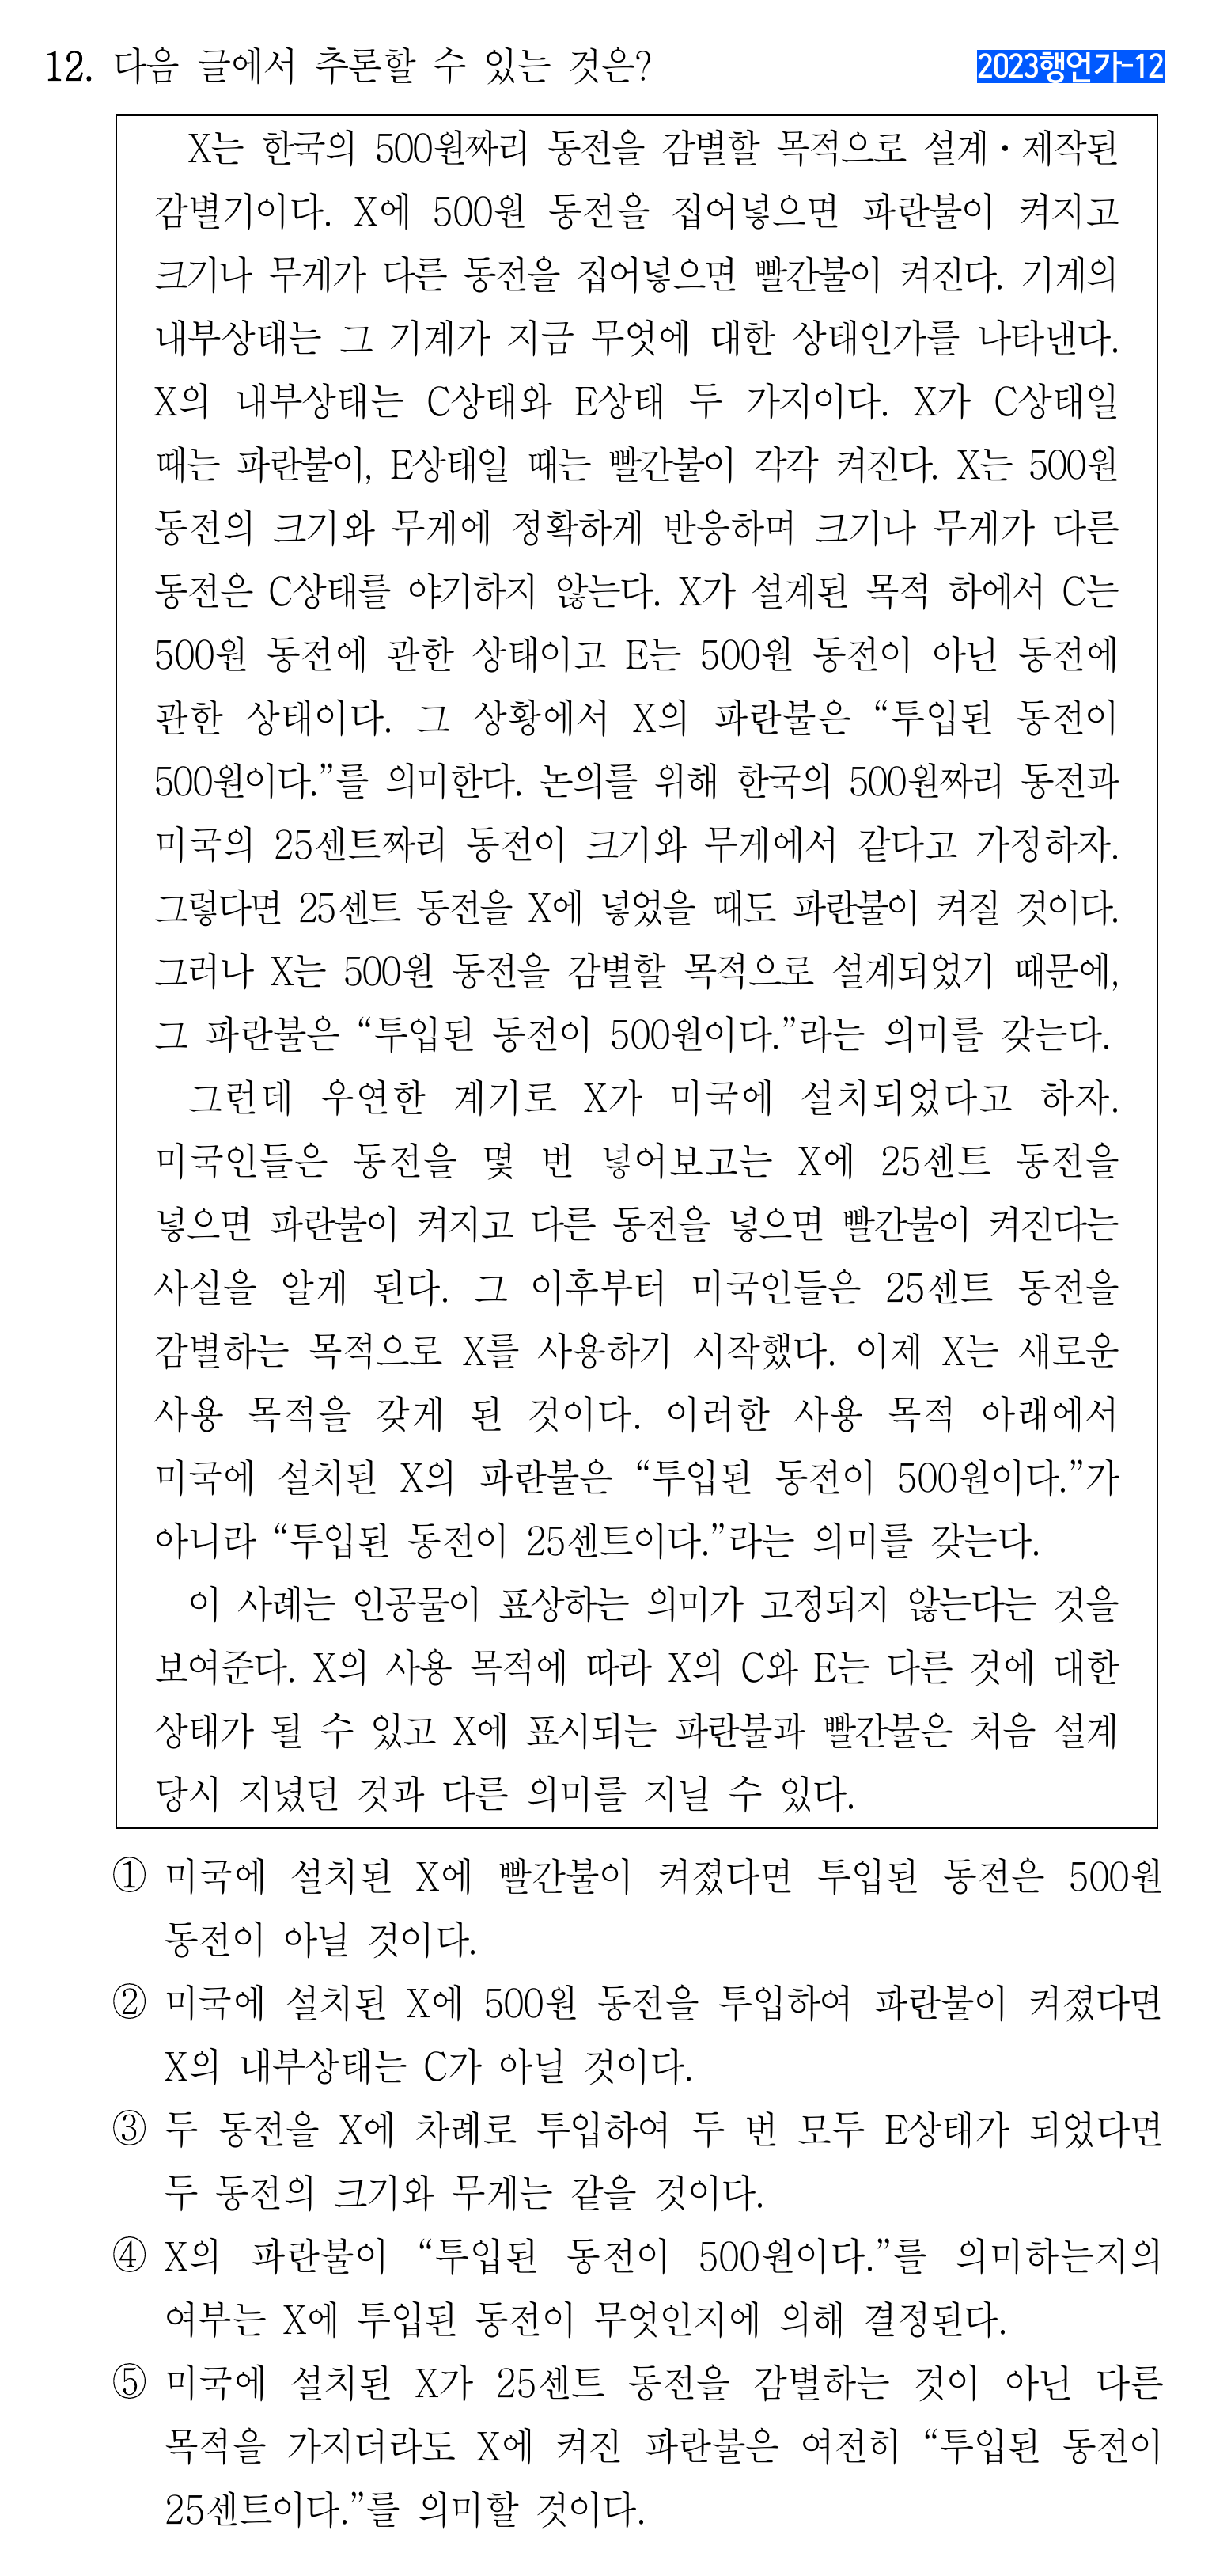 12. 다음 글에서 추론할 수 있는 것은?
2023행언가-12
X는 한국의 500원짜리 동전을 감별할 목적으로 설계·제작된
감별기이다. X에 500원 동전을 집어넣으면 파란불이 켜지고
크기나 무게가 다른 동전을 집어넣으면 빨간불이 켜진다. 기계의
내부상태는 그 기계가 지금 무엇에 대한 상태인가를 나타낸다.
X의 내부상태는 C상태와 E상태 두 가지이다. X가 C상태일
때는 파란불이, E상태일 때는 빨간불이 각각 켜진다. X는 500원
동전의 크기와 무게에 정확하게 반응하며 크기나 무게가 다른
동전은 C상태를 야기하지 않는다. X가 설계된 목적 하에서 C는
500원 동전에 관한 상태이고 E는 500원 동전이 아닌 동전에
관한 상태이다. 그 상황에서 X의 파란불은 “투입된 동전이
500원이다.”를 의미한다. 논의를 위해 한국의 500원짜리 동전과
미국의 25센트짜리 동전이 크기와 무게에서 같다고 가정하자.
그렇다면 25센트 동전을 X에 넣었을 때도 파란불이 켜질 것이다.
그러나 X는 500원 동전을 감별할 목적으로 설계되었기 때문에,
그 파란불은 “투입된 동전이 500원이다.”라는 의미를 갖는다.
그런데 우연한 계기로 X가 미국에 설치되었다고 하자.
미국인들은 동전을 몇 번 넣어보고는 X에 25센트 동전을
넣으면 파란불이 켜지고 다른 동전을 넣으면 빨간불이 켜진다는
사실을 알게 된다. 그 이후부터 미국인들은 25센트 동전을
감별하는 목적으로 X를 사용하기 시작했다. 이제 X는 새로운
사용 목적을 갖게 된 것이다. 이러한 사용 목적 아래에서
미국에 설치된 X의 파란불은 “투입된 동전이 500원이다.”가
아니라 “투입된 동전이 25센트이다.”라는 의미를 갖는다.
이 사례는 인공물이 표상하는 의미가 고정되지 않는다는 것을
보여준다. X의 사용 목적에 따라 X의 C와 E는 다른 것에 대한
상태가 될 수 있고 X에 표시되는 파란불과 빨간불은 처음 설계
당시 지녔던 것과 다른 의미를 지닐 수 있다.
① 미국에 설치된 X에 빨간불이 켜졌다면 투입된 동전은 500원
동전이 아닐 것이다.
② 미국에 설치된 X에 500원 동전을 투입하여 파란불이 켜졌다면
X의 내부상태는 C가 아닐 것이다.
③ 두 동전을 X에 차례로 투입하여 두 번 모두 E상태가 되었다면
두 동전의 크기와 무게는 같을 것이다.
④ X의 파란불이 “투입된 동전이 500원이다.”를 의미하는지의
여부는 X에 투입된 동전이 무엇인지에 의해 결정된다.
⑤ 미국에 설치된 X가 25센트 동전을 감별하는 것이 아닌 다른
목적을 가지더라도 X에 켜진 파란불은 여전히 “투입된 동전이
25센트이다.”를 의미할 것이다.